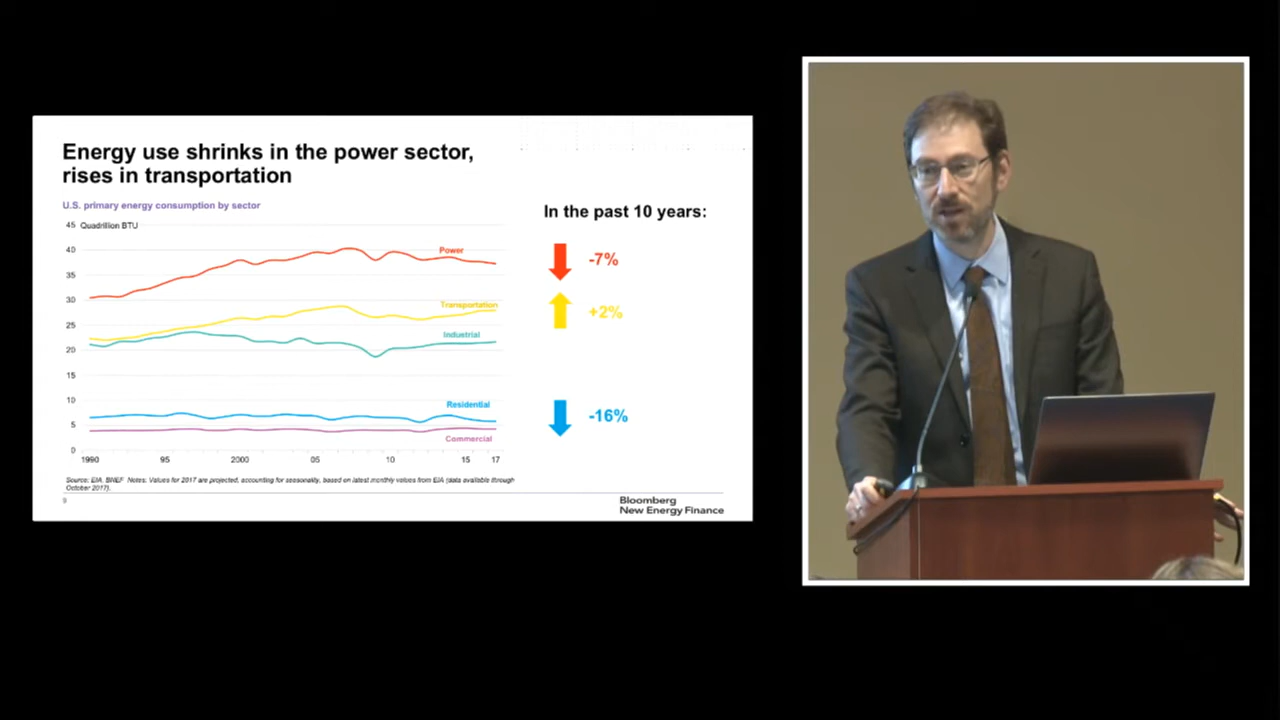 Energy use shrinks in the power sector,
rises in transportation
U.S. primary energy consumption by sector
In the past 10 years:
45 Quadrillion BTU
40
35
30
25
20
15
10
5
0
Power
Transportation
Industrial
Residential
Commercial
1990 95 2000 05 10 15 17
-7%
+2%
-16%
Source: EIA, BNEF Notes: Values for 2017 are projected, accounting for seasonality, based on latest monthly values from EIA (data available through
October 2017).
9
Bloomberg
New Energy Finance